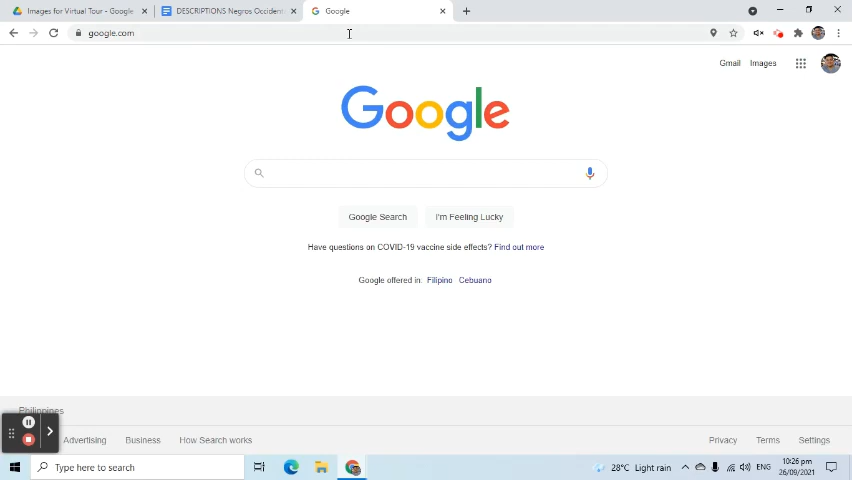 Images for Virtual Tour - Google
DESCRIPTIONS Negros Occident
Google
google.com
Gmail
Images
Google
Google Search
I'm Feeling Lucky
Have questions on COVID-19 vaccine side effects? Find out more
Google offered in: Filipino Cebuano
Philippines
Advertising
Business
How Search works
Privacy
Terms
Settings
Type here to search
28°C Light rain
ENG
10:26 pm
26/09/2021